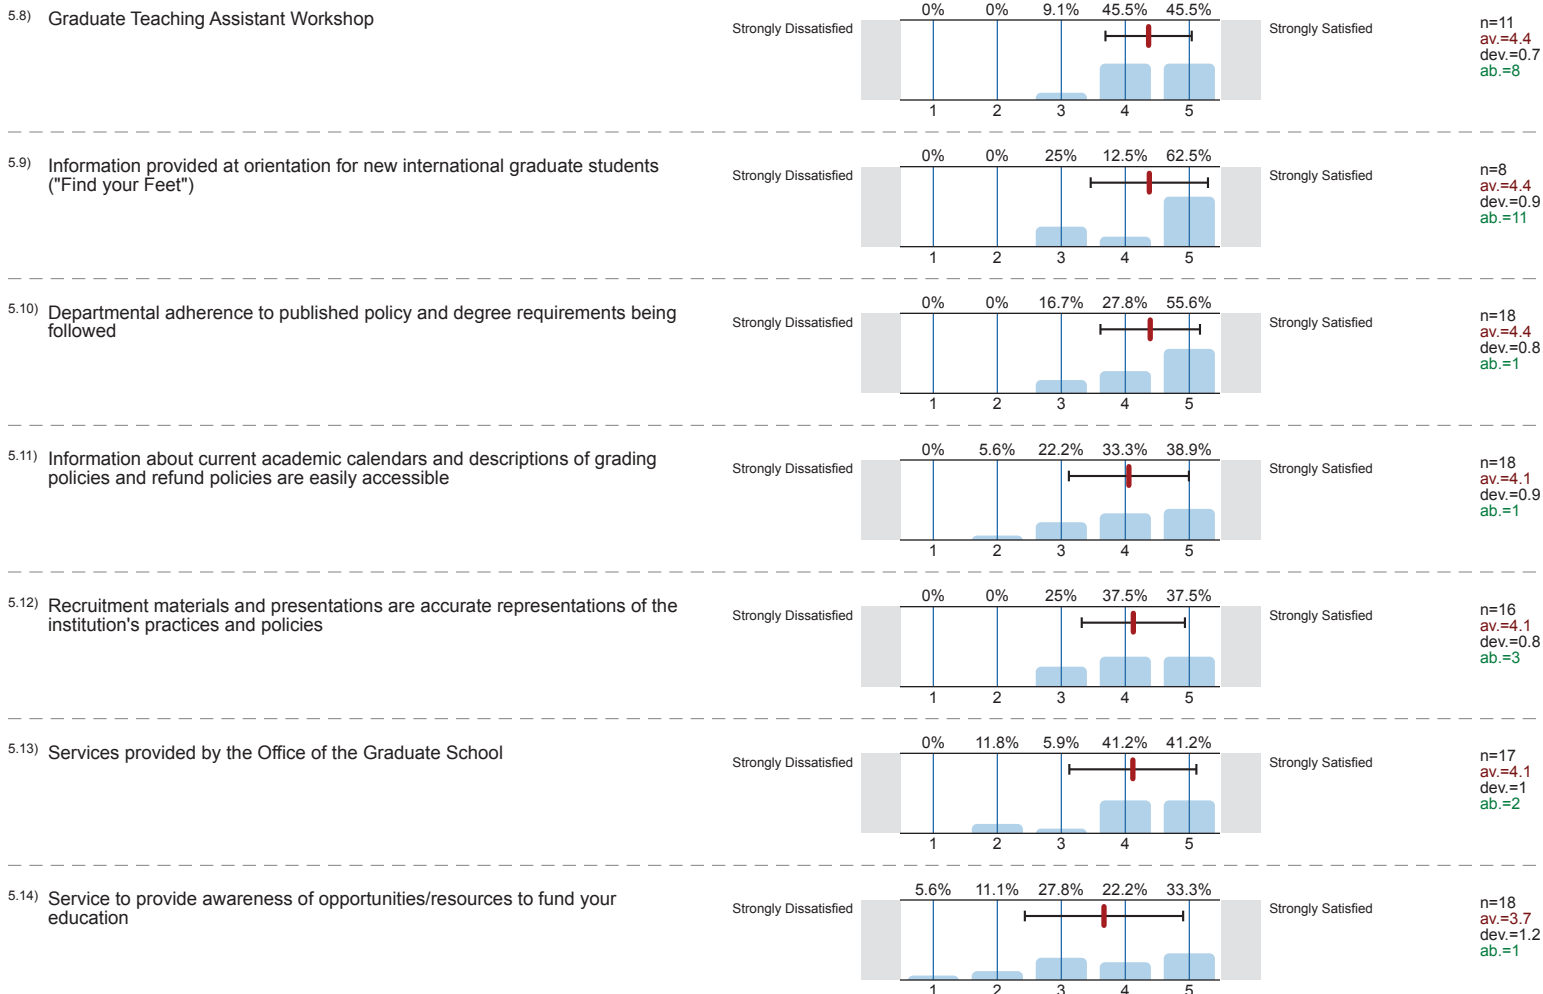 5.8) Graduate Teaching Assistant Workshop
0% 0% 9.1% 45.5% 45.5%
Strongly Dissatisfied
Strongly Satisfied
n=11
av.=4.4
dev.=0.7
ab.=8
1 2 3 4 5
5.9) Information provided at orientation for new international graduate students
("Find your Feet")
0% 0% 25% 12.5% 62.5%
Strongly Dissatisfied
Strongly Satisfied
n=8
av.=4.4
dev.=0.9
ab.=11
1 2 3 4 5
5.10) Departmental adherence to published policy and degree requirements being
followed
0% 0% 16.7% 27.8% 55.6%
Strongly Dissatisfied
Strongly Satisfied
n=18
av.=4.4
dev.=0.8
ab.=1
1 2 3 4 5
5.11) Information about current academic calendars and descriptions of grading
policies and refund policies are easily accessible
0% 5.6% 22.2% 33.3% 38.9%
Strongly Dissatisfied
Strongly Satisfied
n=18
av.=4.1
dev.=0.9
ab.=1
1 2 3 4 5
5.12) Recruitment materials and presentations are accurate representations of the
institution's practices and policies
0% 0% 25% 37.5% 37.5%
Strongly Dissatisfied
Strongly Satisfied
n=16
av.=4.1
dev.=0.8
ab.=3
1 2 3 4 5
5.13) Services provided by the Office of the Graduate School
0% 11.8% 5.9% 41.2% 41.2%
Strongly Dissatisfied
Strongly Satisfied
n=17
av.=4.1
dev.=1
ab.=2
1 2 3 4 5
5.14) Service to provide awareness of opportunities/resources to fund your
education
5.6% 11.1% 27.8% 22.2% 33.3%
Strongly Dissatisfied
Strongly Satisfied
n=18
av.=3.7
dev.=1.2
ab.=1
1 2 3 4 5